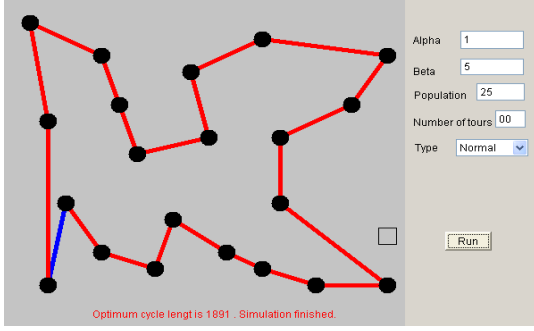 Alpha 1
Beta 5
Population 25
Number of tours 00
Type Normal
Run
Optimum cycle lengt is 1891 . Simulation finished.